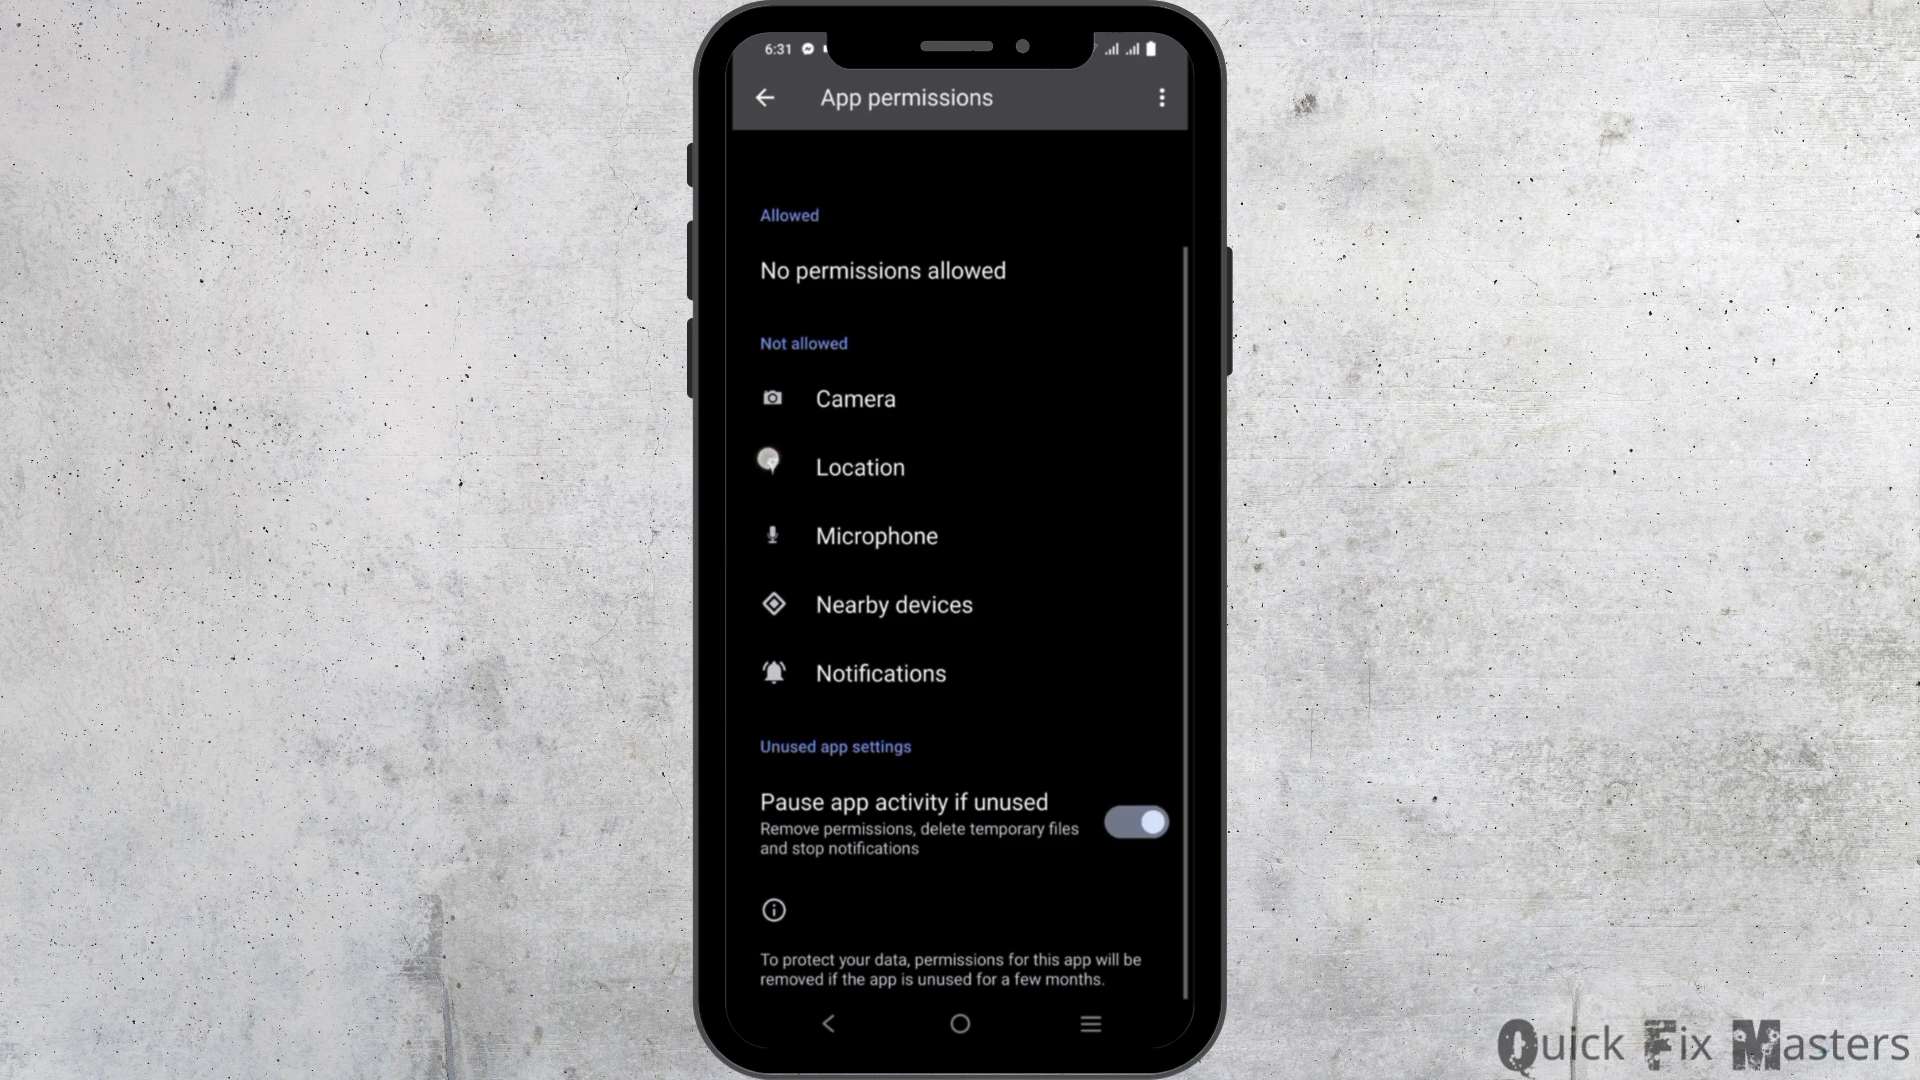 6:31
App permissions
Allowed
No permissions allowed
Not allowed
Camera
Location
Microphone
Nearby devices
Notifications
Unused app settings
Pause app activity if unused
Remove permissions, delete temporary files
and stop notifications
To protect your data, permissions for this app will be
removed if the app is unused for a few months.
Quick Fix Masters